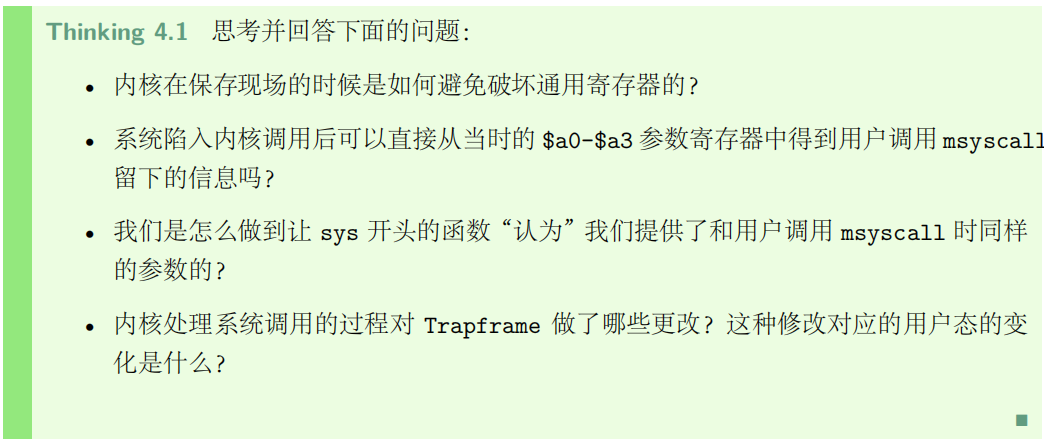 Thinking 4.1 思考并回答下面的问题：
• 内核在保存现场的时候是如何避免破坏通用寄存器的？
• 系统陷入内核调用后可以直接从当时的 $a0-$a3 参数寄存器中得到用户调用 msyscall
留下的信息吗？
• 我们是怎么做到让 sys 开头的函数“认为”我们提供了和用户调用 msyscall 时同样
的参数的？
• 内核处理系统调用的过程对 Trapframe 做了哪些更改？这种修改对应的用户态的变
化是什么？